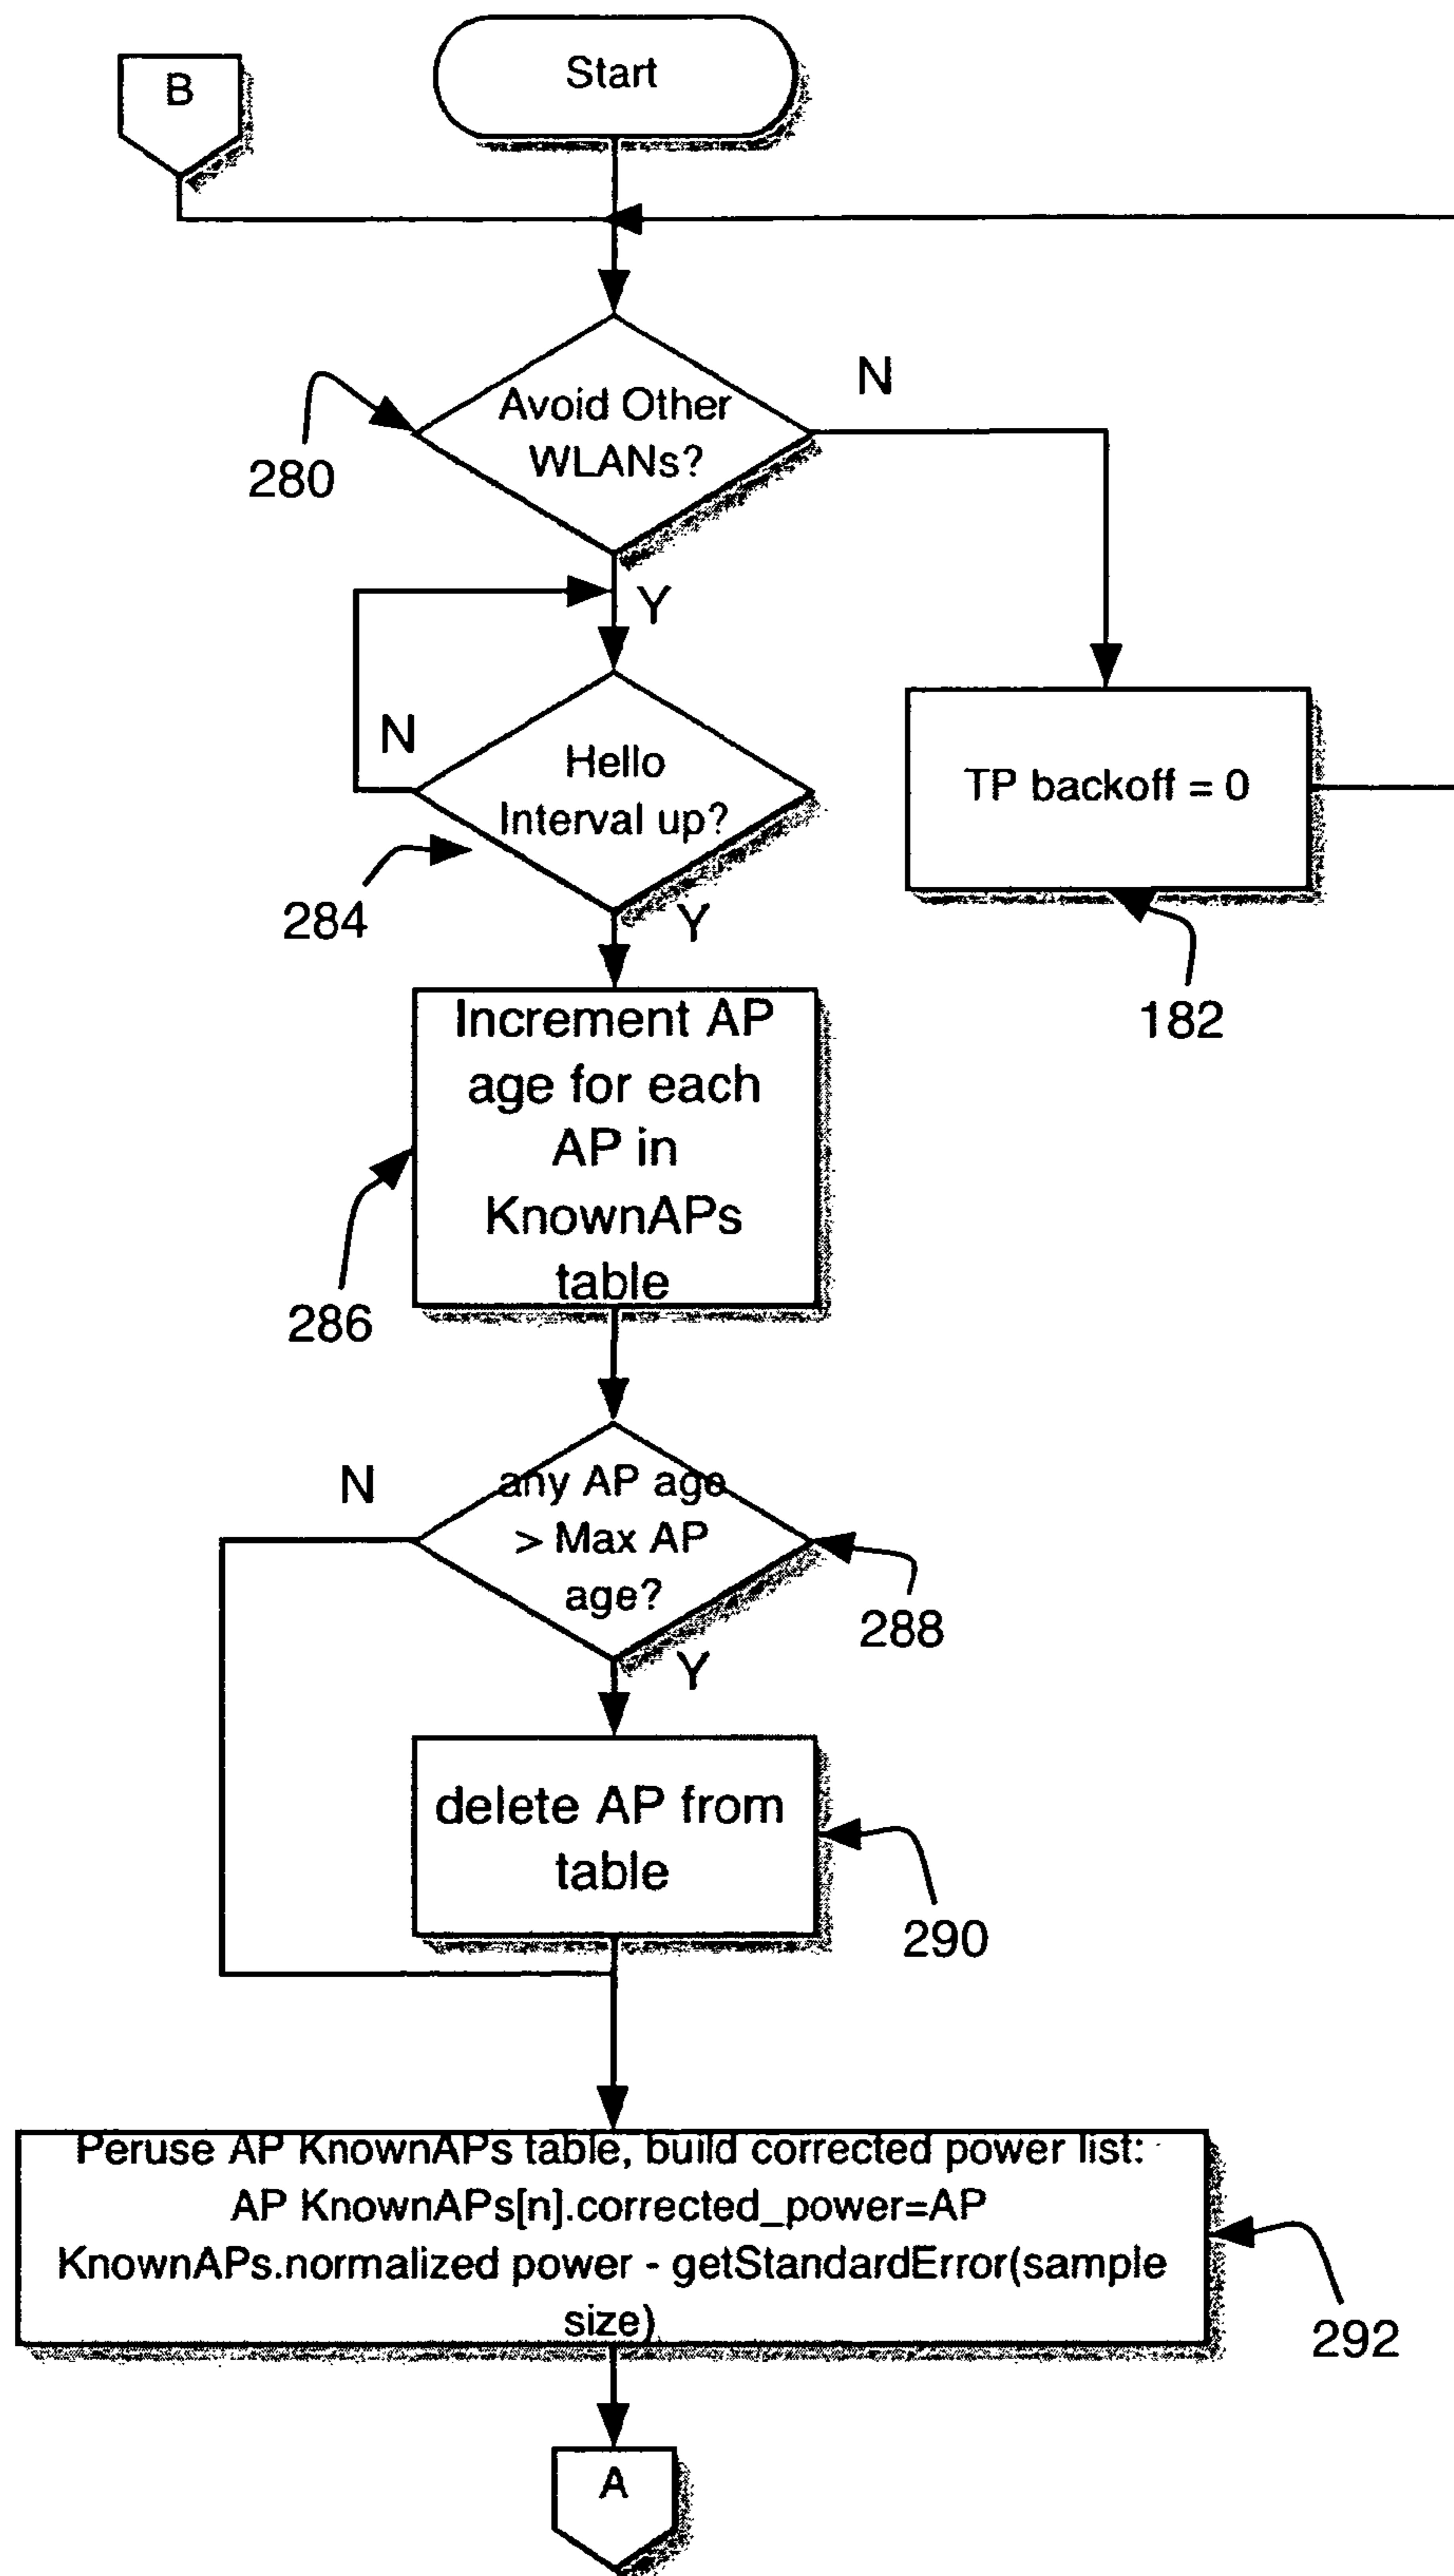 B
Start
Avoid Other
WLANs?
N
280
Y
N
Hello
Interval up?
TP backoff = 0
284
Y
182
Increment AP
age for each
AP in
KnownAPs
table
286
N
any AP age
> Max AP
age?
288
Y
delete AP from
table
290
Peruse AP KnownAPs table, build corrected power list:
AP KnownAPs[n].corrected_power=AP
KnownAPs.normalized power - getStandardError(sample
size)
292
A